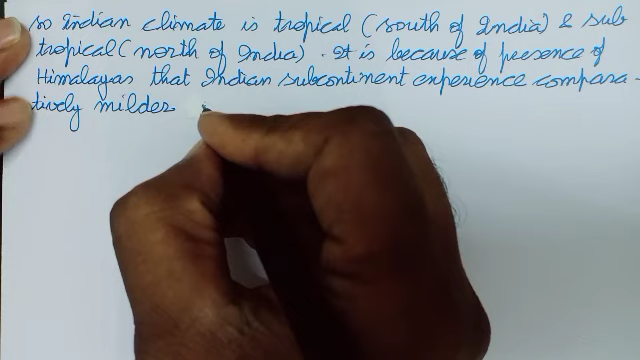 so Indian climate is tropical (south of India) & sub
tropical (north of India). It is because of presence of
Himalayas that Indian subcontinent experience compara-
tively milder